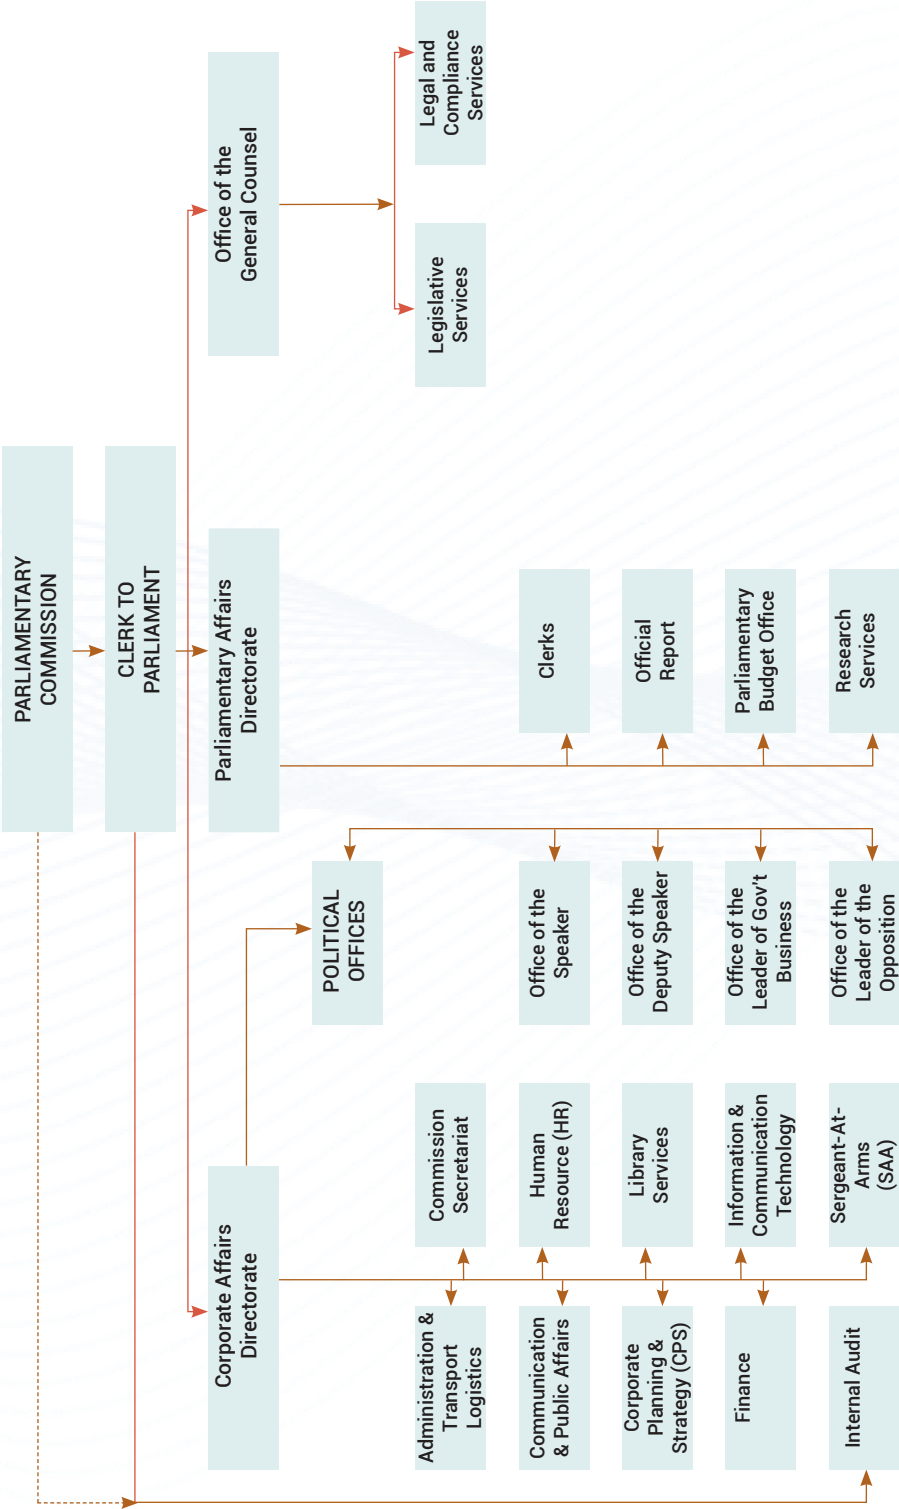 PARLIAMENTARY
COMMISSION
CLERK TO
PARLIAMENT
Corporate Affairs
Directorate
Parliamentary Affairs
Directorate
Office of the
General Counsel
POLITICAL
OFFICES
Administration &
Transport
Logistics
Commission
Secretariat
Legislative
Services
Legal and
Compliance
Services
Communication
& Public Affairs
Human
Resource (HR)
Office of the
Speaker
Clerks
Corporate
Planning &
Strategy (CPS)
Library
Services
Office of the
Deputy Speaker
Official
Report
Finance
Information &
Communication
Technology
Office of the
Leader of Gov't
Business
Parliamentary
Budget Office
Internal Audit
Sergeant-At-
Arms
(SAA)
Office of the
Leader of the
Opposition
Research
Services